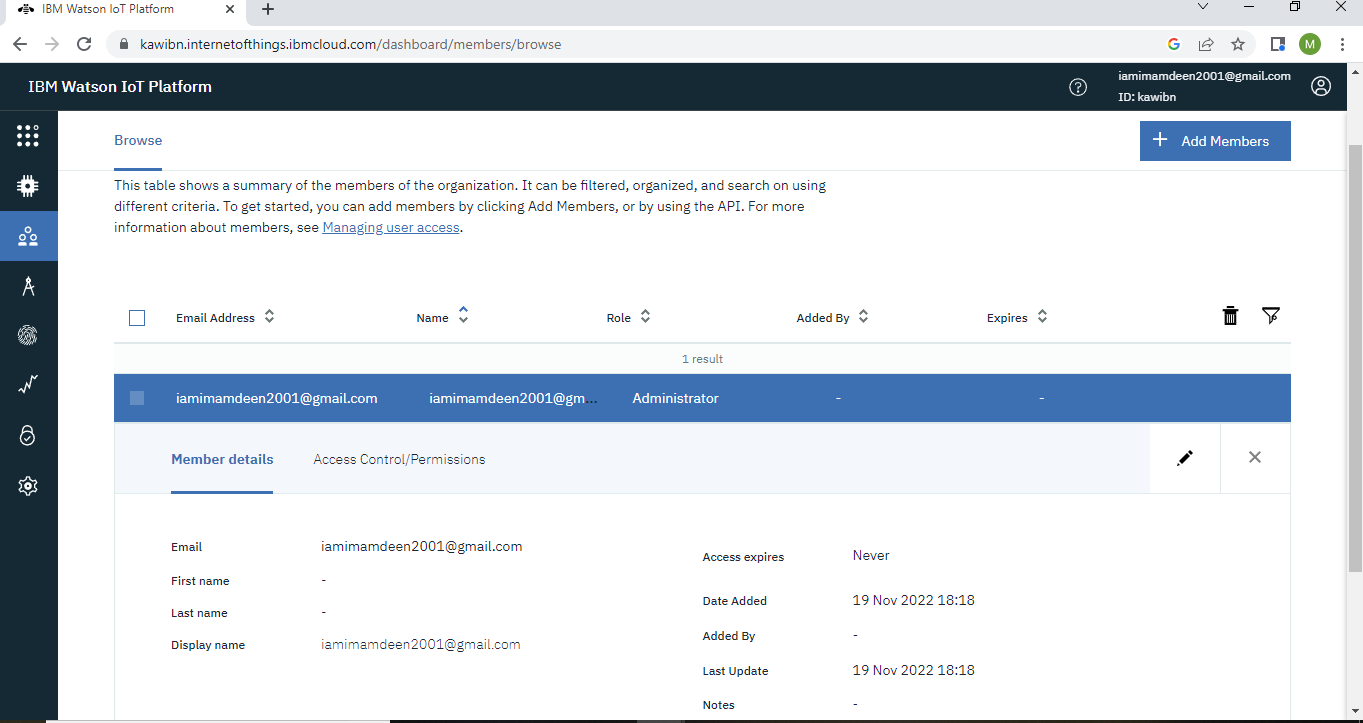 IBM Watson IoT Platform
kawibn.internetofthings.ibmcloud.com/dashboard/members/browse
M
IBM Watson IoT Platform
iamimamdeen2001@gmail.com
ID: kawibn
Browse
Add Members
This table shows a summary of the members of the organization. It can be filtered, organized, and search on using
different criteria. To get started, you can add members by clicking Add Members, or by using the API. For more
information about members, see Managing user access.
Email Address Name Role Added By Expires
1 result
iamimamdeen2001@gmail.com iamimamdeen2001@gm... Administrator - -
Member details Access Control/Permissions
Email iamimamdeen2001@gmail.com
First name -
Last name -
Display name iamimamdeen2001@gmail.com
Access expires Never
Date Added 19 Nov 2022 18:18
Added By -
Last Update 19 Nov 2022 18:18
Notes -